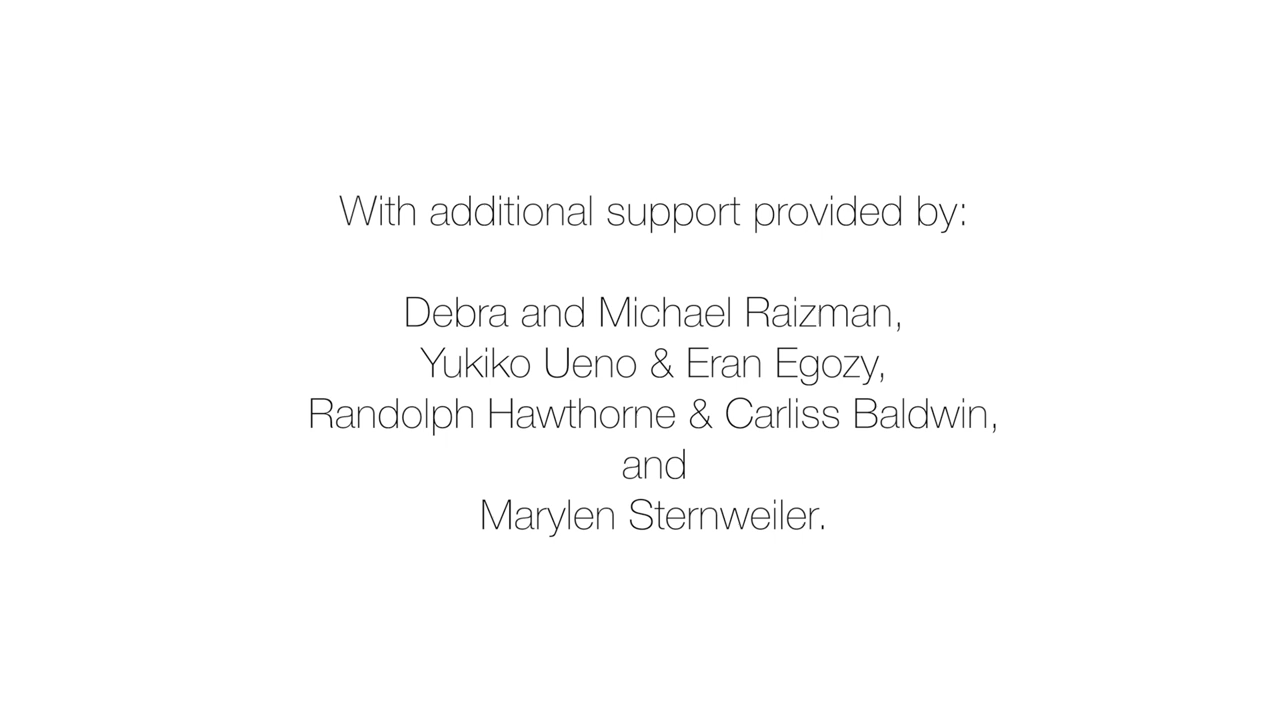 With additional support provided by:
Debra and Michael Raizman,
Yukiko Ueno & Eran Egozy,
Randolph Hawthorne & Carliss Baldwin,
and
Marylen Sternweiler.